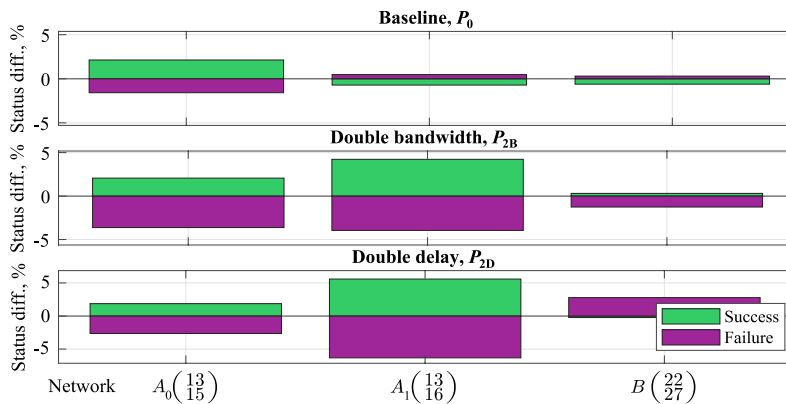 Baseline, P0
Status diff., %
5
0
-5
Double bandwidth, P2B
Status diff., %
5
0
-5
Double delay, P2D
Status diff., %
5
0
-5
Success
Failure
Network A0(13 15) A1(13 16) B(22 27)